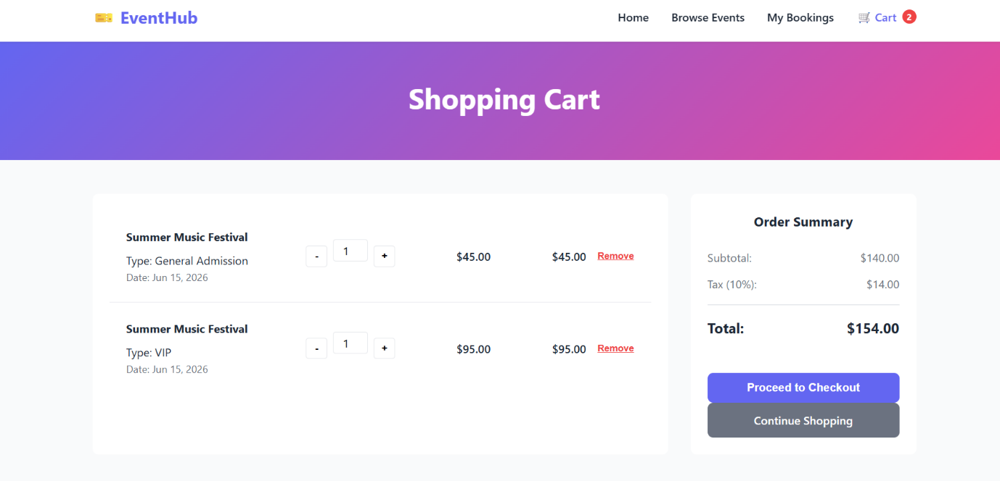 EventHub
Home Browse Events My Bookings Cart 2
Shopping Cart
Summer Music Festival
Type: General Admission
Date: Jun 15, 2026
- 1 + $45.00 $45.00 Remove
Summer Music Festival
Type: VIP
Date: Jun 15, 2026
- 1 + $95.00 $95.00 Remove
Order Summary
Subtotal: $140.00
Tax (10%): $14.00
Total: $154.00
Proceed to Checkout
Continue Shopping